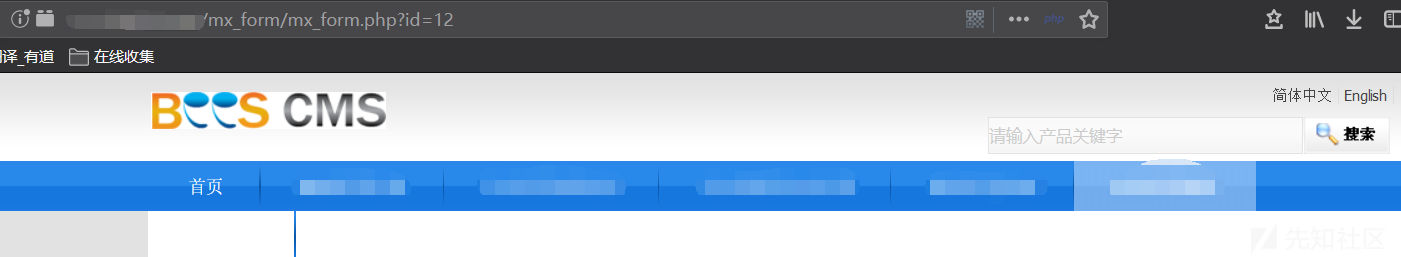 /mx_form/mx_form.php?id=12
php
译_有道 在线收集
BEES CMS
简体中文 English
请输入产品关键字 搜索
首页
先知社区